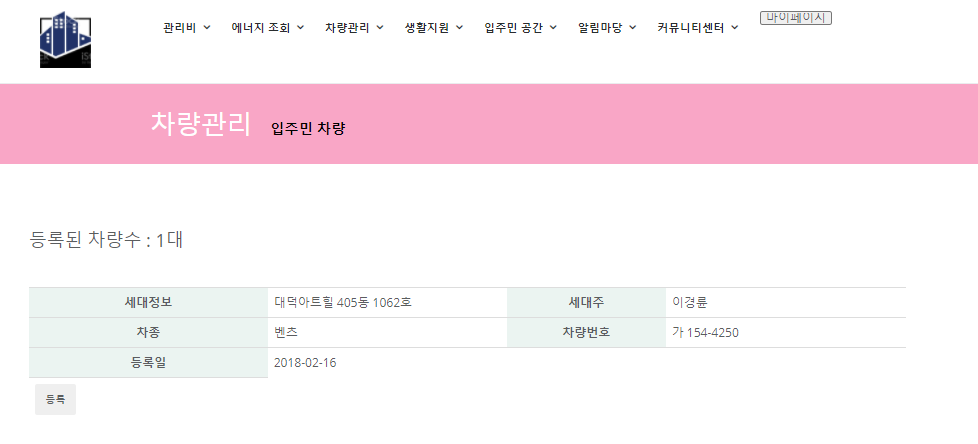 관리비 에너지 조회 차량관리 생활지원 입주민 공간 알림마당 커뮤니티센터 마이페이지
차량관리 입주민 차량
등록된 차량수 : 1대
세대정보 대덕아트힐 405동 1062호 세대주 이경륜
차종 벤츠 차량번호 가 154-4250
등록일 2018-02-16
등록